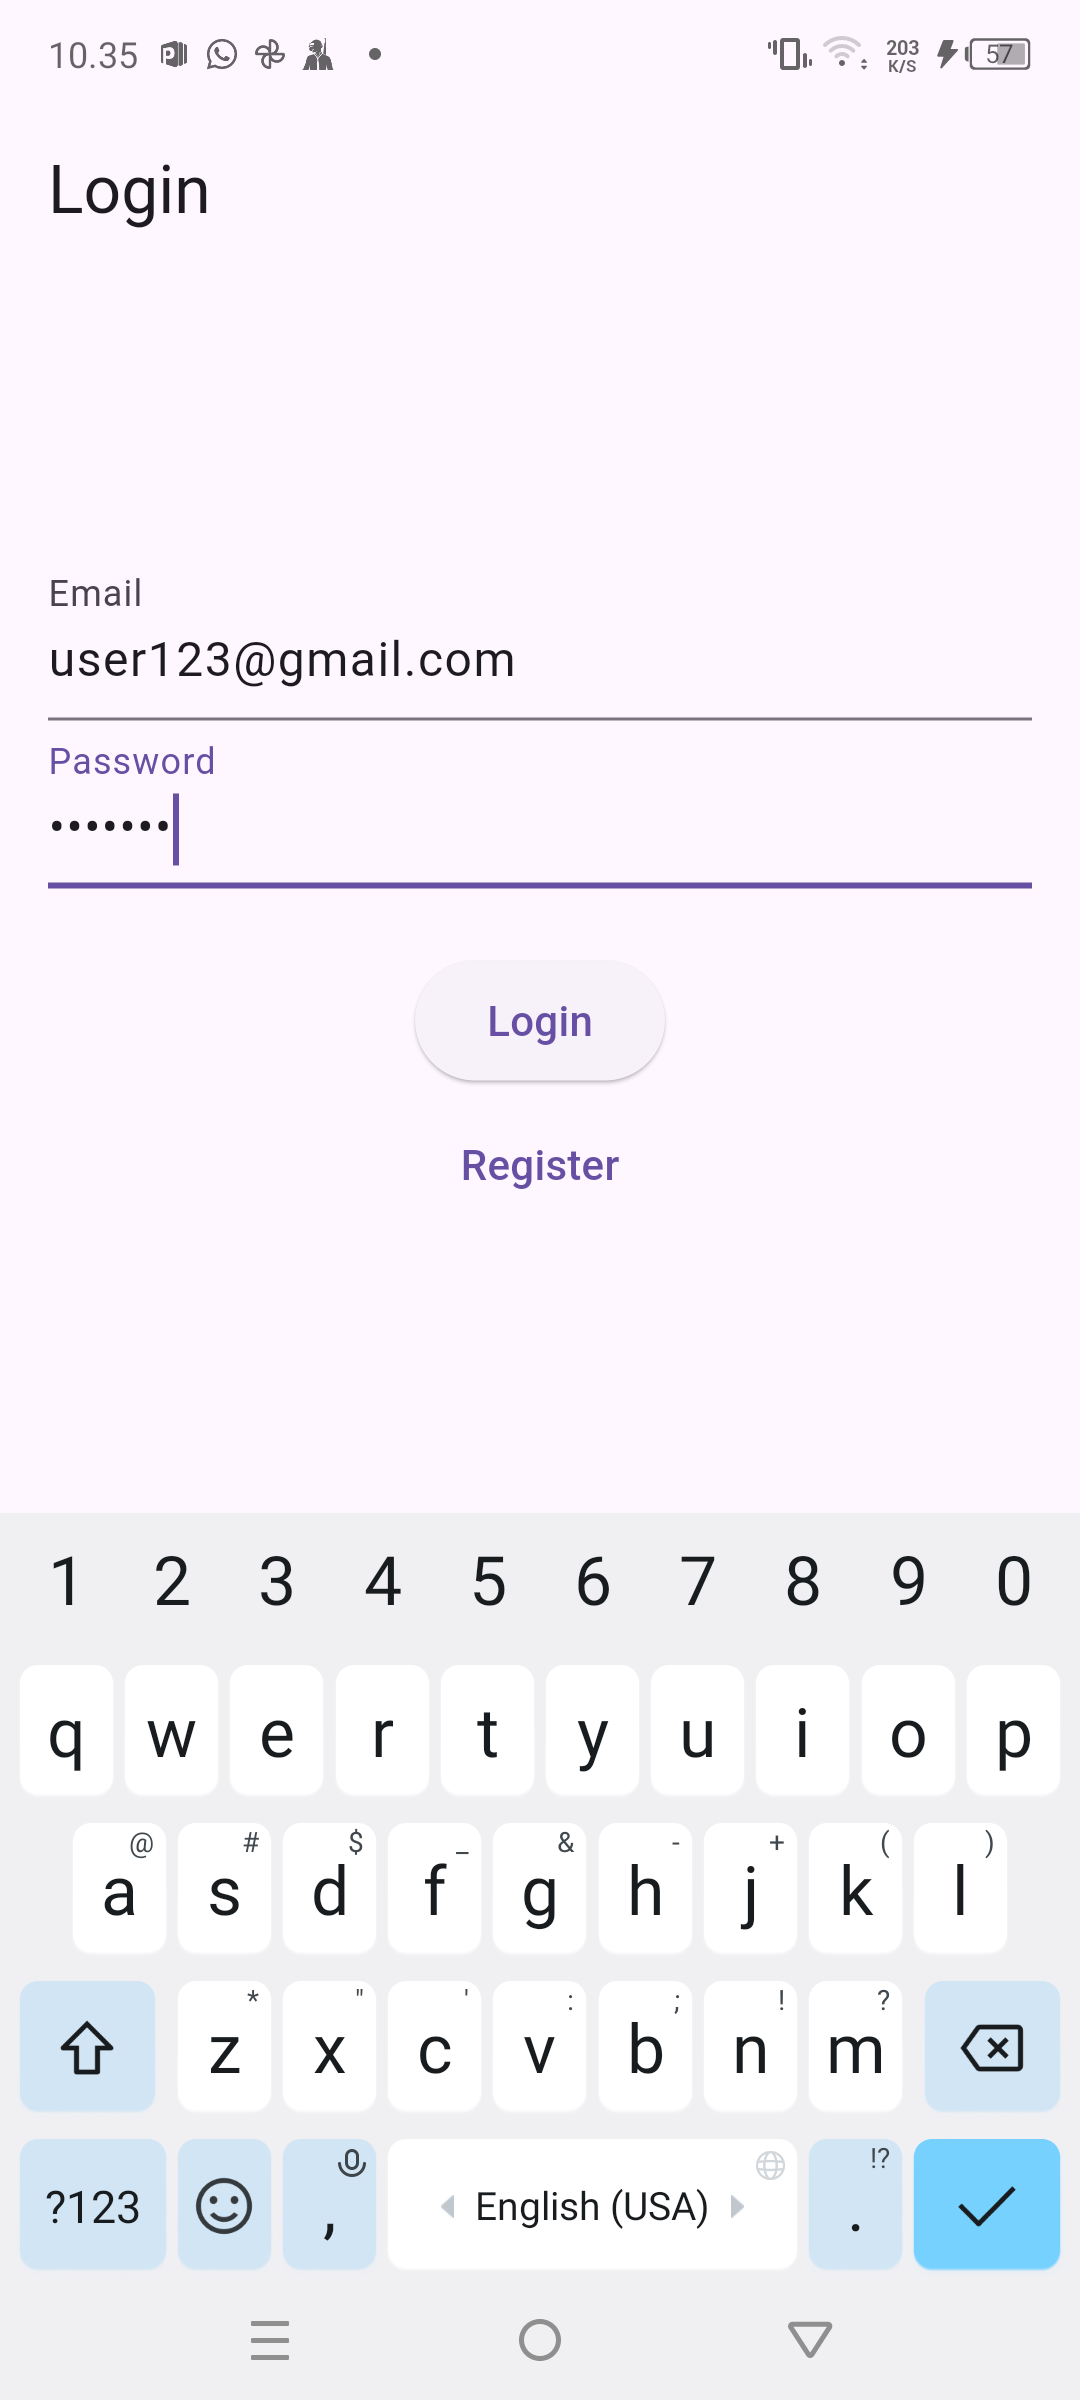 10.35 203 K/S 57
Login
Email
user123@gmail.com
Password
•••••••
Login
Register
1 2 3 4 5 6 7 8 9 0
q w e r t y u i o p
@ # $ _ & - + ( )
a s d f g h j k l
* " ' : ; ! ?
z x c v b n m
!?
?123 , English (USA) .